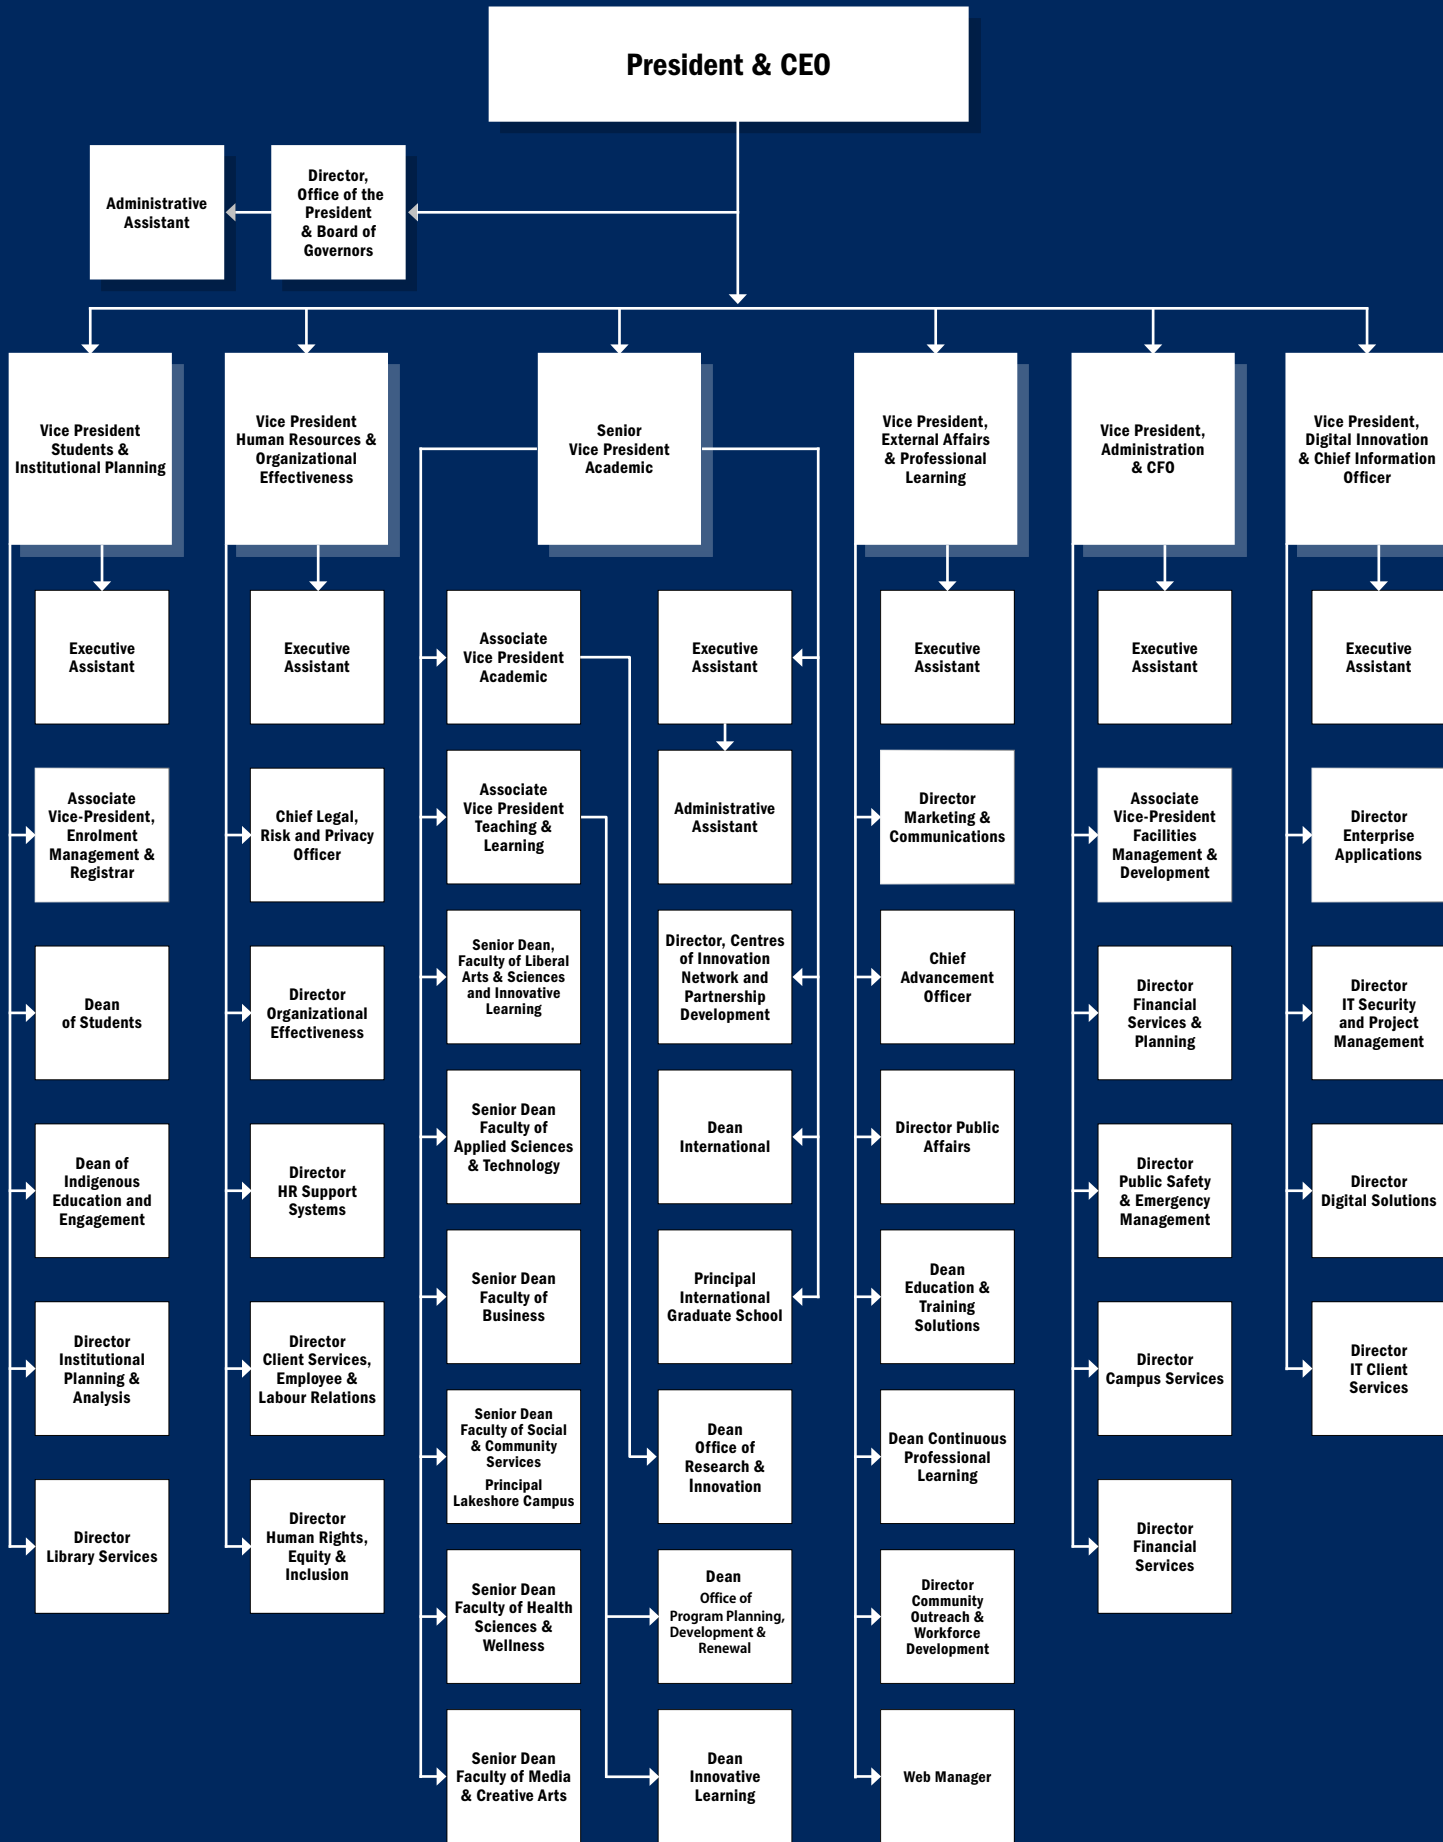 President & CEO
Administrative
Assistant
Director,
Office of the
President
& Board of
Governors
Vice President
Students &
Institutional Planning
Vice President
Human Resources &
Organizational
Effectiveness
Senior
Vice President
Academic
Vice President,
External Affairs
& Professional
Learning
Vice President,
Administration
& CFO
Vice President,
Digital Innovation
& Chief Information
Officer
Executive
Assistant
Associate
Vice-President,
Enrolment
Management &
Registrar
Dean
of Students
Dean of
Indigenous
Education and
Engagement
Director
Institutional
Planning &
Analysis
Director
Library Services
Executive
Assistant
Chief Legal,
Risk and Privacy
Officer
Director
Organizational
Effectiveness
Director
HR Support
Systems
Director
Client Services,
Employee &
Labour Relations
Director
Human Rights,
Equity &
Inclusion
Associate
Vice President
Academic
Associate
Vice President
Teaching &
Learning
Senior Dean,
Faculty of Liberal
Arts & Sciences
and Innovative
Learning
Senior Dean
Faculty of
Applied Sciences
& Technology
Senior Dean
Faculty of
Business
Senior Dean
Faculty of Social
& Community
Services
Principal
Lakeshore Campus
Senior Dean
Faculty of Health
Sciences &
Wellness
Senior Dean
Faculty of Media
& Creative Arts
Executive
Assistant
Administrative
Assistant
Director, Centres
of Innovation
Network and
Partnership
Development
Dean
International
Principal
International
Graduate School
Dean
Office of
Research &
Innovation
Dean
Office of
Program Planning,
Development &
Renewal
Dean
Innovative
Learning
Executive
Assistant
Director
Marketing &
Communications
Chief
Advancement
Officer
Director Public
Affairs
Dean
Education &
Training
Solutions
Dean Continuous
Professional
Learning
Director
Community
Outreach &
Workforce
Development
Web Manager
Executive
Assistant
Associate
Vice-President
Facilities
Management &
Development
Director
Financial
Services &
Planning
Director
Public Safety
& Emergency
Management
Director
Campus Services
Director
Financial
Services
Executive
Assistant
Director
Enterprise
Applications
Director
IT Security
and Project
Management
Director
Digital Solutions
Director
IT Client
Services